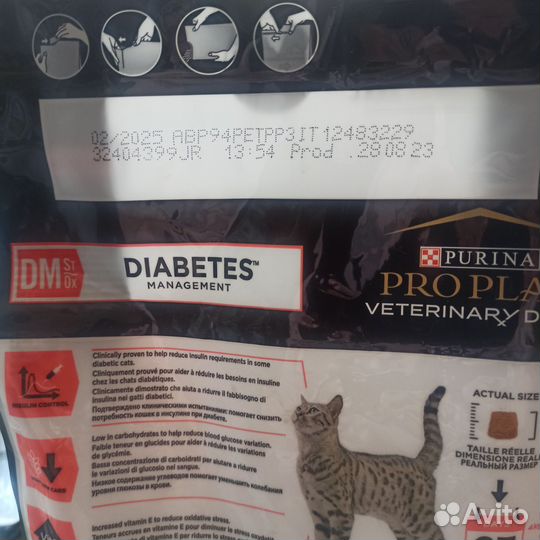 02/2025 ABP94PETPP3IT12483229
32404399JR 13:54 Prod .280823
DM ST OX
DIABETES™
MANAGEMENT
PURINA
PRO PLA
VETERINARY D
INSULIN CONTROL
Clinically proven to help reduce insulin requirements in some
diabetic cats.
Cliniquement prouvé pour aider à réduire les besoins en insuline
chez les chats diabétiques.
Clinicamente dimostrato che aiuta a ridurre il fabbisogno di
insulina nei gatti diabetici.
Подтверждено клиническими испытаниями: помогает снизить
потребность кошек в инсулине при диабете.
Low in carbohydrates to help reduce blood glucose variation.
Faible teneur en glucides pour aider à réduire les variations
de glycémie.
Bassa concentrazione di carboidrati per aiutare a ridurre
le variazioni di glucosio nel sangue.
Низкое содержание углеводов помогает уменьшить колебания
уровня глюкозы в крови.
Increased vitamin E to reduce oxidative stress.
Teneurs accrues en vitamine E pour diminuer le stress oxydatif.
ACTUAL SIZE
TAILLE RÉELLE
DIMENSIONE REALE
РЕАЛЬНЫЙ РАЗМЕР
Avito